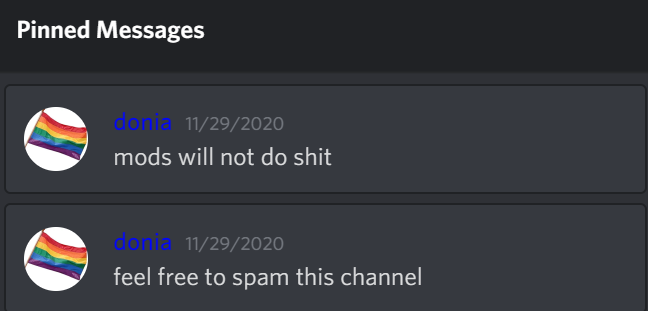 Pinned Messages
donia 11/29/2020
mods will not do shit
donia 11/29/2020
feel free to spam this channel